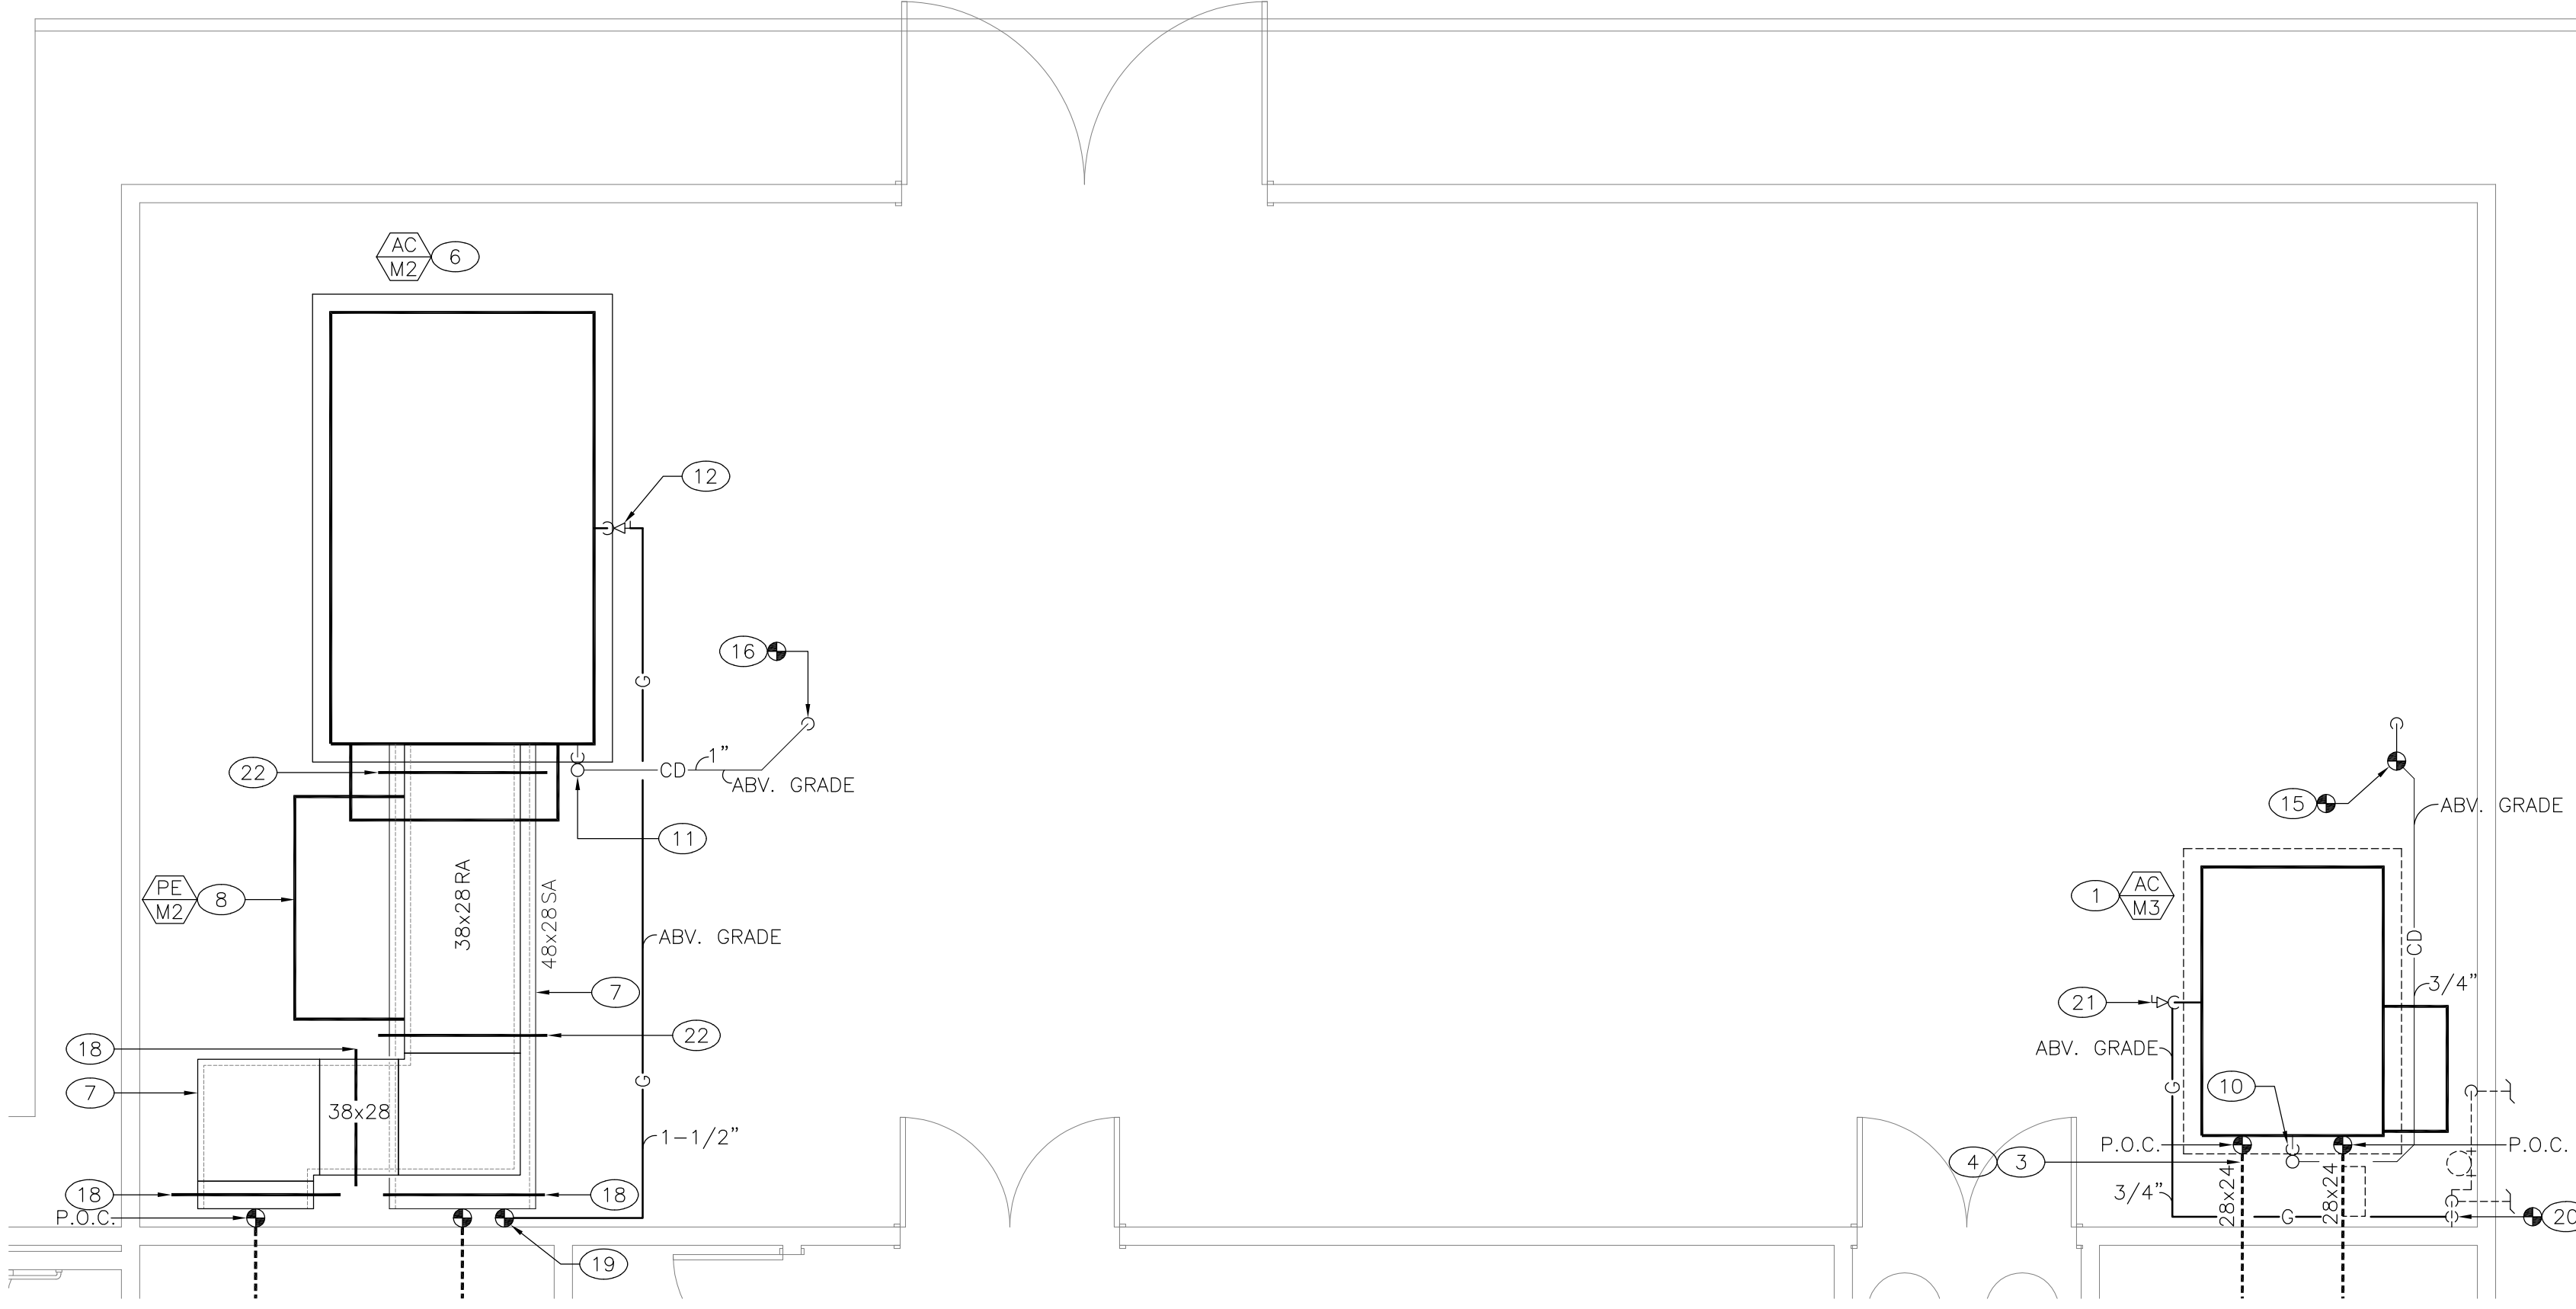 AC
M2
6
12
G
16
22
CD
1"
ABV. GRADE
11
PE
M2
8
38x28 RA
48x28 SA
ABV. GRADE
7
22
18
7
38x28
G
1-1/2"
18
18
P.O.C.
19
15
ABV. GRADE
1
AC
M3
CD
3/4"
21
ABV. GRADE
G
10
P.O.C.
P.O.C.
4
3
3/4"
28x24
28x24
G
20